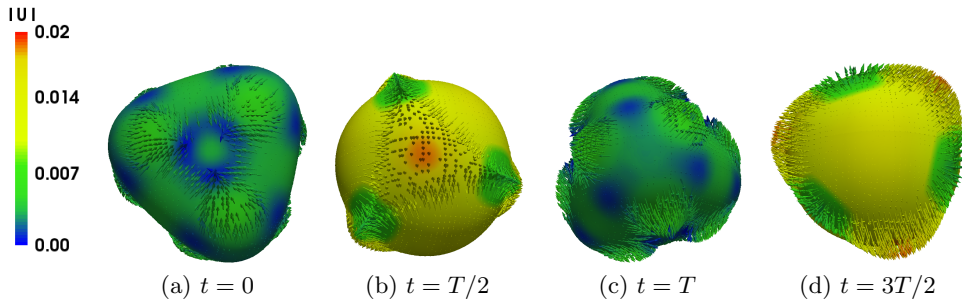 |U|
0.02
0.014
0.007
0.00
(a) t = 0
(b) t = T/2
(c) t = T
(d) t = 3T/2